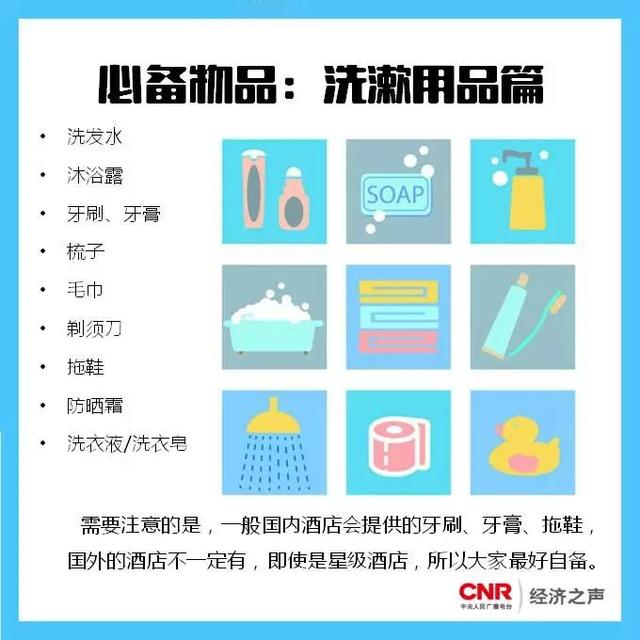 必备物品：洗漱用品篇
• 洗发水
• 沐浴露
• 牙刷、牙膏
• 梳子
• 毛巾
• 剃须刀
• 拖鞋
• 防晒霜
• 洗衣液/洗衣皂
SOAP
需要注意的是，一般国内酒店会提供的牙刷、牙膏、拖鞋，
国外的酒店不一定有，即使是星级酒店，所以大家最好自备。
CNR 经济之声
中央人民广播电台